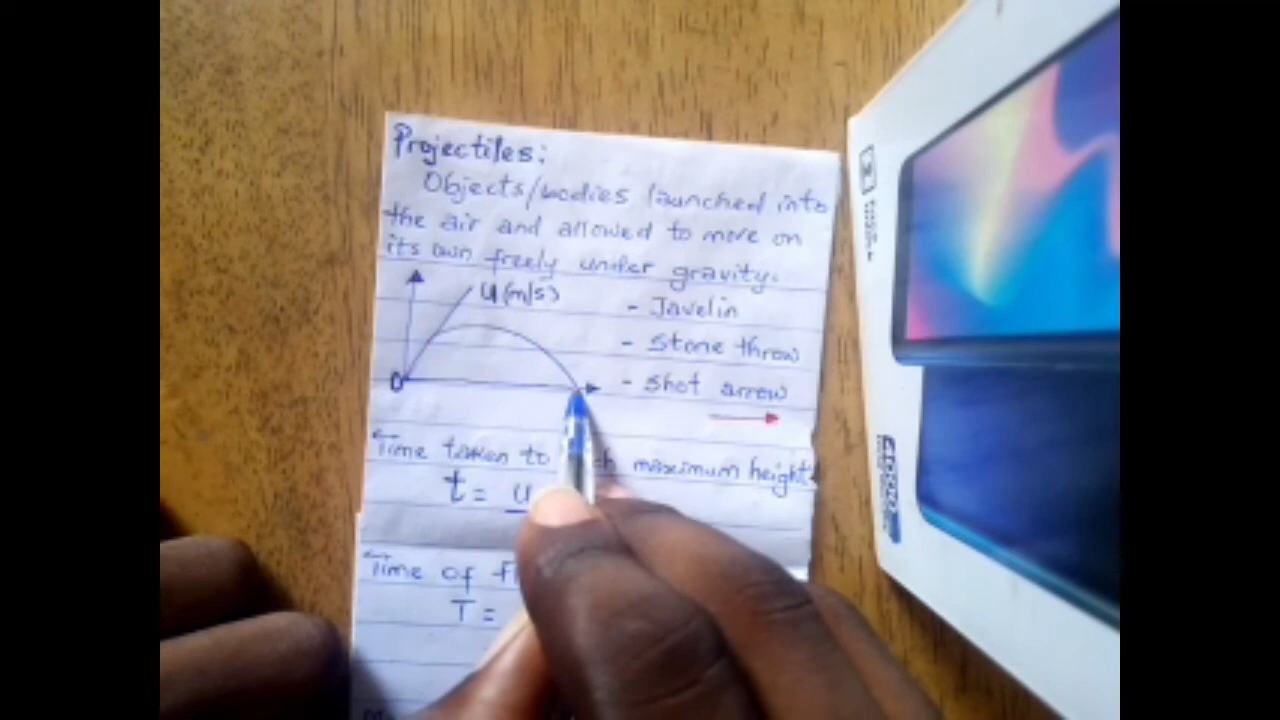 Projectiles:
Objects/bodies launched into
the air and allowed to move on
its own freely under gravity.
u(m/s)
- Javelin
- Stone throw
- Shot arrow
O
Time taken to maximum height
t = u
Time of
T =